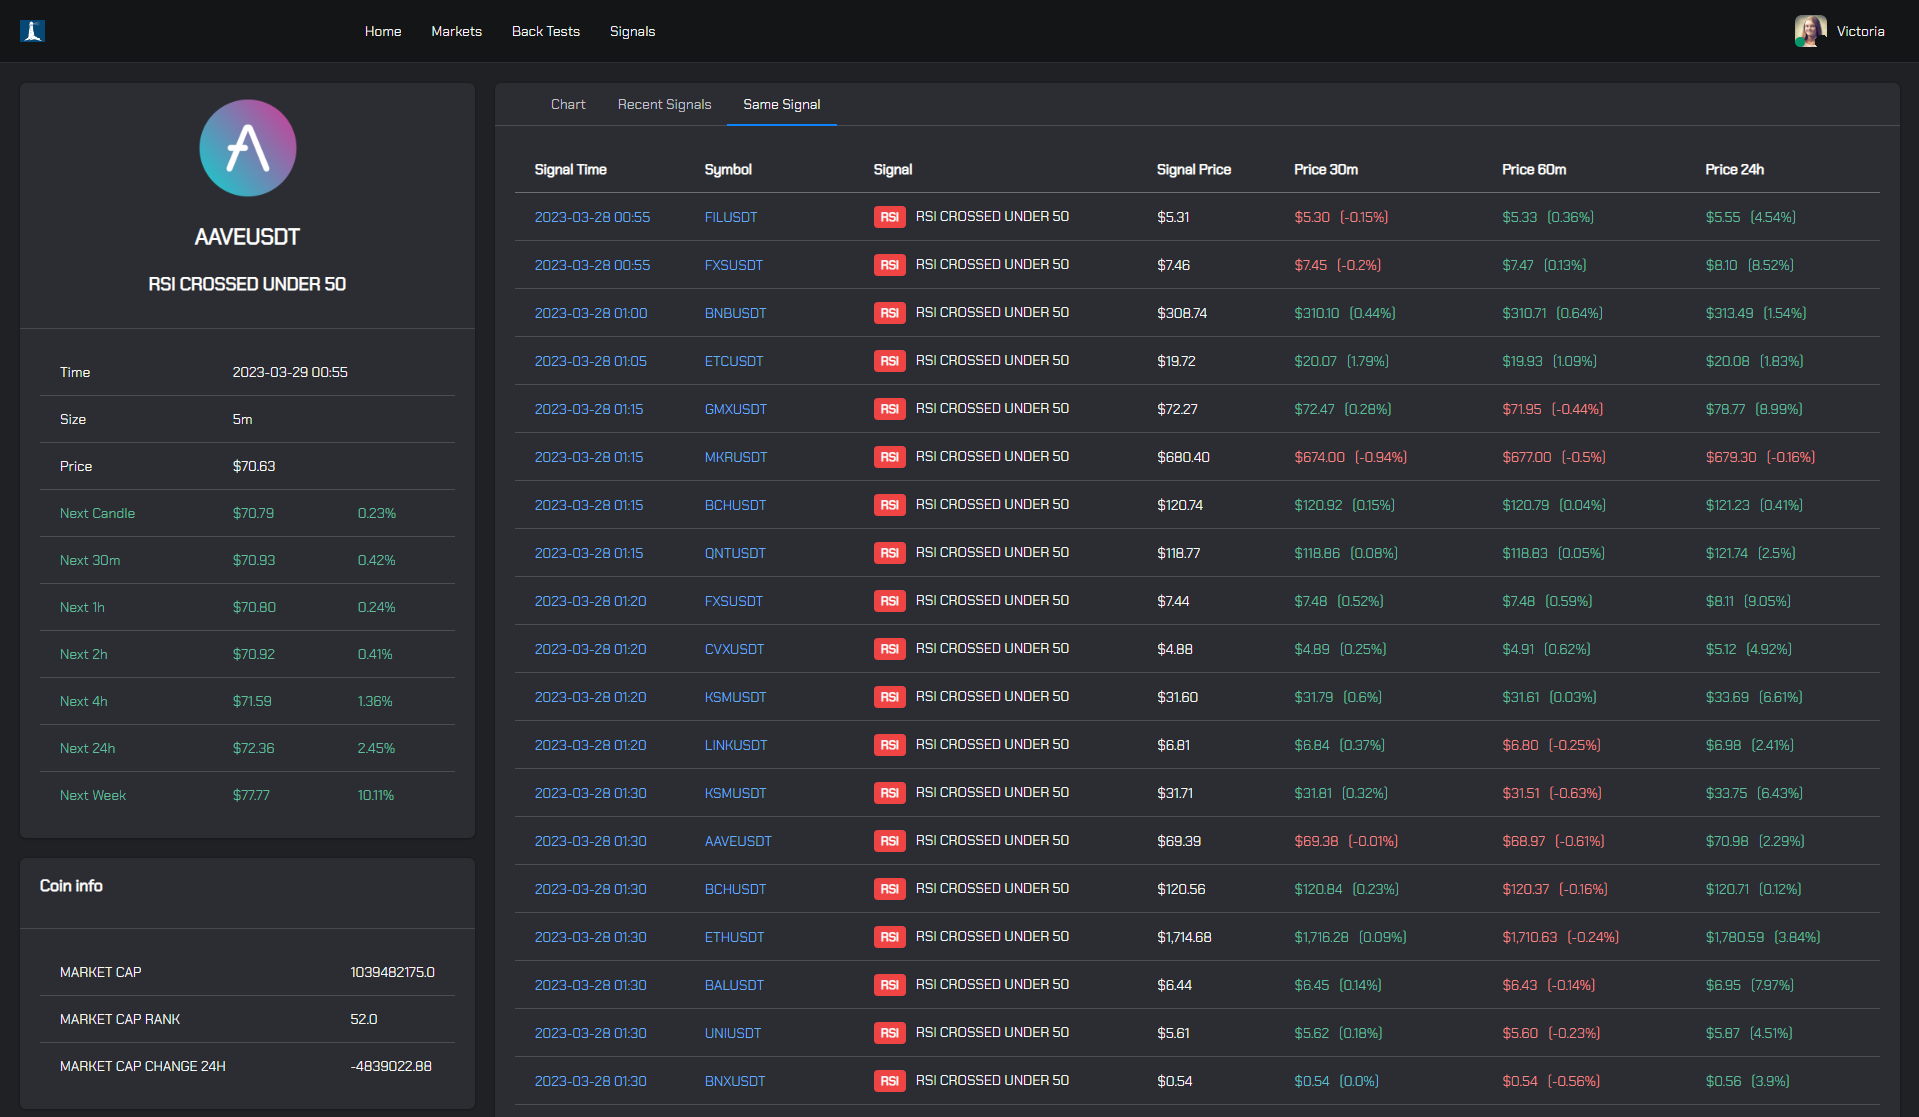 Home Markets Back Tests Signals Victoria
AAVEUSDT
RSI CROSSED UNDER 50
Time 2023-03-29 00:55
Size 5m
Price $70.63
Next Candle $70.79 0.23%
Next 30m $70.93 0.42%
Next 1h $70.80 0.24%
Next 2h $70.92 0.41%
Next 4h $71.59 1.36%
Next 24h $72.36 2.45%
Next Week $77.77 10.11%
Coin info
MARKET CAP 1039482175.0
MARKET CAP RANK 52.0
MARKET CAP CHANGE 24H -4839022.88
Chart Recent Signals Same Signal
Signal Time Symbol Signal Signal Price Price 30m Price 60m Price 24h
2023-03-28 00:55 FILUSDT RSI RSI CROSSED UNDER 50 $5.31 $5.30 (-0.15%) $5.33 (0.36%) $5.55 (4.54%)
2023-03-28 00:55 FXSUSDT RSI RSI CROSSED UNDER 50 $7.46 $7.45 (-0.2%) $7.47 (0.13%) $8.10 (8.52%)
2023-03-28 01:00 BNBUSDT RSI RSI CROSSED UNDER 50 $308.74 $310.10 (0.44%) $310.71 (0.64%) $313.49 (1.54%)
2023-03-28 01:05 ETCUSDT RSI RSI CROSSED UNDER 50 $19.72 $20.07 (1.79%) $19.93 (1.09%) $20.08 (1.83%)
2023-03-28 01:15 GMXUSDT RSI RSI CROSSED UNDER 50 $72.27 $72.47 (0.28%) $71.95 (-0.44%) $78.77 (8.99%)
2023-03-28 01:15 MKRUSDT RSI RSI CROSSED UNDER 50 $680.40 $674.00 (-0.94%) $677.00 (-0.5%) $679.30 (-0.16%)
2023-03-28 01:15 BCHUSDT RSI RSI CROSSED UNDER 50 $120.74 $120.92 (0.15%) $120.79 (0.04%) $121.23 (0.41%)
2023-03-28 01:15 QNTUSDT RSI RSI CROSSED UNDER 50 $118.77 $118.86 (0.08%) $118.83 (0.05%) $121.74 (2.5%)
2023-03-28 01:20 FXSUSDT RSI RSI CROSSED UNDER 50 $7.44 $7.48 (0.52%) $7.48 (0.59%) $8.11 (9.05%)
2023-03-28 01:20 CVXUSDT RSI RSI CROSSED UNDER 50 $4.88 $4.89 (0.25%) $4.91 (0.62%) $5.12 (4.92%)
2023-03-28 01:20 KSMUSDT RSI RSI CROSSED UNDER 50 $31.60 $31.79 (0.6%) $31.61 (0.03%) $33.69 (6.61%)
2023-03-28 01:20 LINKUSDT RSI RSI CROSSED UNDER 50 $6.81 $6.84 (0.37%) $6.80 (-0.25%) $6.98 (2.41%)
2023-03-28 01:30 KSMUSDT RSI RSI CROSSED UNDER 50 $31.71 $31.81 (0.32%) $31.51 (-0.63%) $33.75 (6.43%)
2023-03-28 01:30 AAVEUSDT RSI RSI CROSSED UNDER 50 $69.39 $69.38 (-0.01%) $68.97 (-0.61%) $70.98 (2.29%)
2023-03-28 01:30 BCHUSDT RSI RSI CROSSED UNDER 50 $120.56 $120.84 (0.23%) $120.37 (-0.16%) $120.71 (0.12%)
2023-03-28 01:30 ETHUSDT RSI RSI CROSSED UNDER 50 $1,714.68 $1,716.28 (0.09%) $1,710.63 (-0.24%) $1,780.59 (3.84%)
2023-03-28 01:30 BALUSDT RSI RSI CROSSED UNDER 50 $6.44 $6.45 (0.14%) $6.43 (-0.14%) $6.95 (7.97%)
2023-03-28 01:30 UNIUSDT RSI RSI CROSSED UNDER 50 $5.61 $5.62 (0.18%) $5.60 (-0.23%) $5.87 (4.51%)
2023-03-28 01:30 BNXUSDT RSI RSI CROSSED UNDER 50 $0.54 $0.54 (0.0%) $0.54 (-0.56%) $0.56 (3.9%)